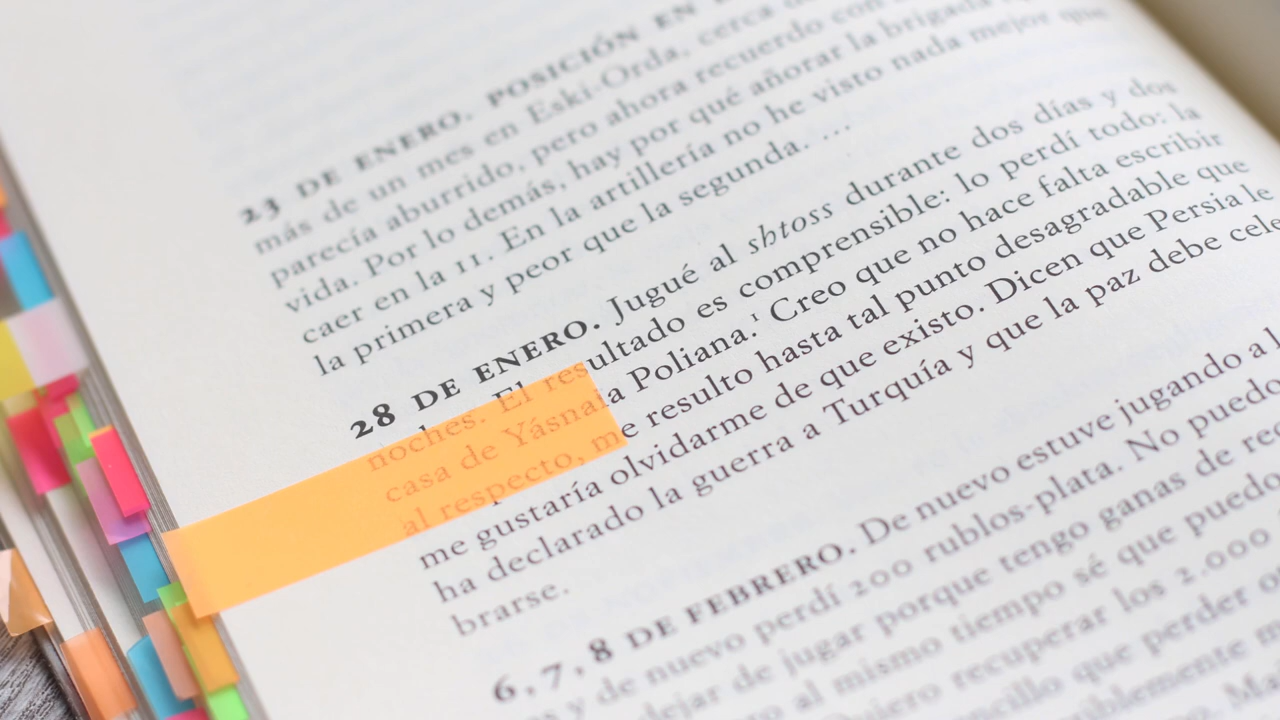 23 DE ENERO. POSICIÓN EN
más de un mes en Eski-Orda, cerca
parecía aburrido, pero ahora recuerdo con
vida. Por lo demás, hay por qué añorar la brigada
caer en la 11. En la artillería no he visto nada mejor que
la primera y peor que la segunda. ...
28 DE ENERO. Jugué al shtoss durante dos días y dos
noches. El resultado es comprensible: lo perdí todo: la
casa de Yásnaia Poliana.¹ Creo que no hace falta escribir
al respecto, me resulto hasta tal punto desagradable que
me gustaría olvidarme de que existo. Dicen que Persia le
ha declarado la guerra a Turquía y que la paz debe cele
brarse.
6, 7, 8 DE FEBRERO. De nuevo estuve jugando a l
s y de nuevo perdí 200 rublos-plata. No puedo
dejar de jugar porque tengo ganas de rec
ro al mismo tiempo sé que puedo
Quiero recuperar los 2.000
ncillo que perder o